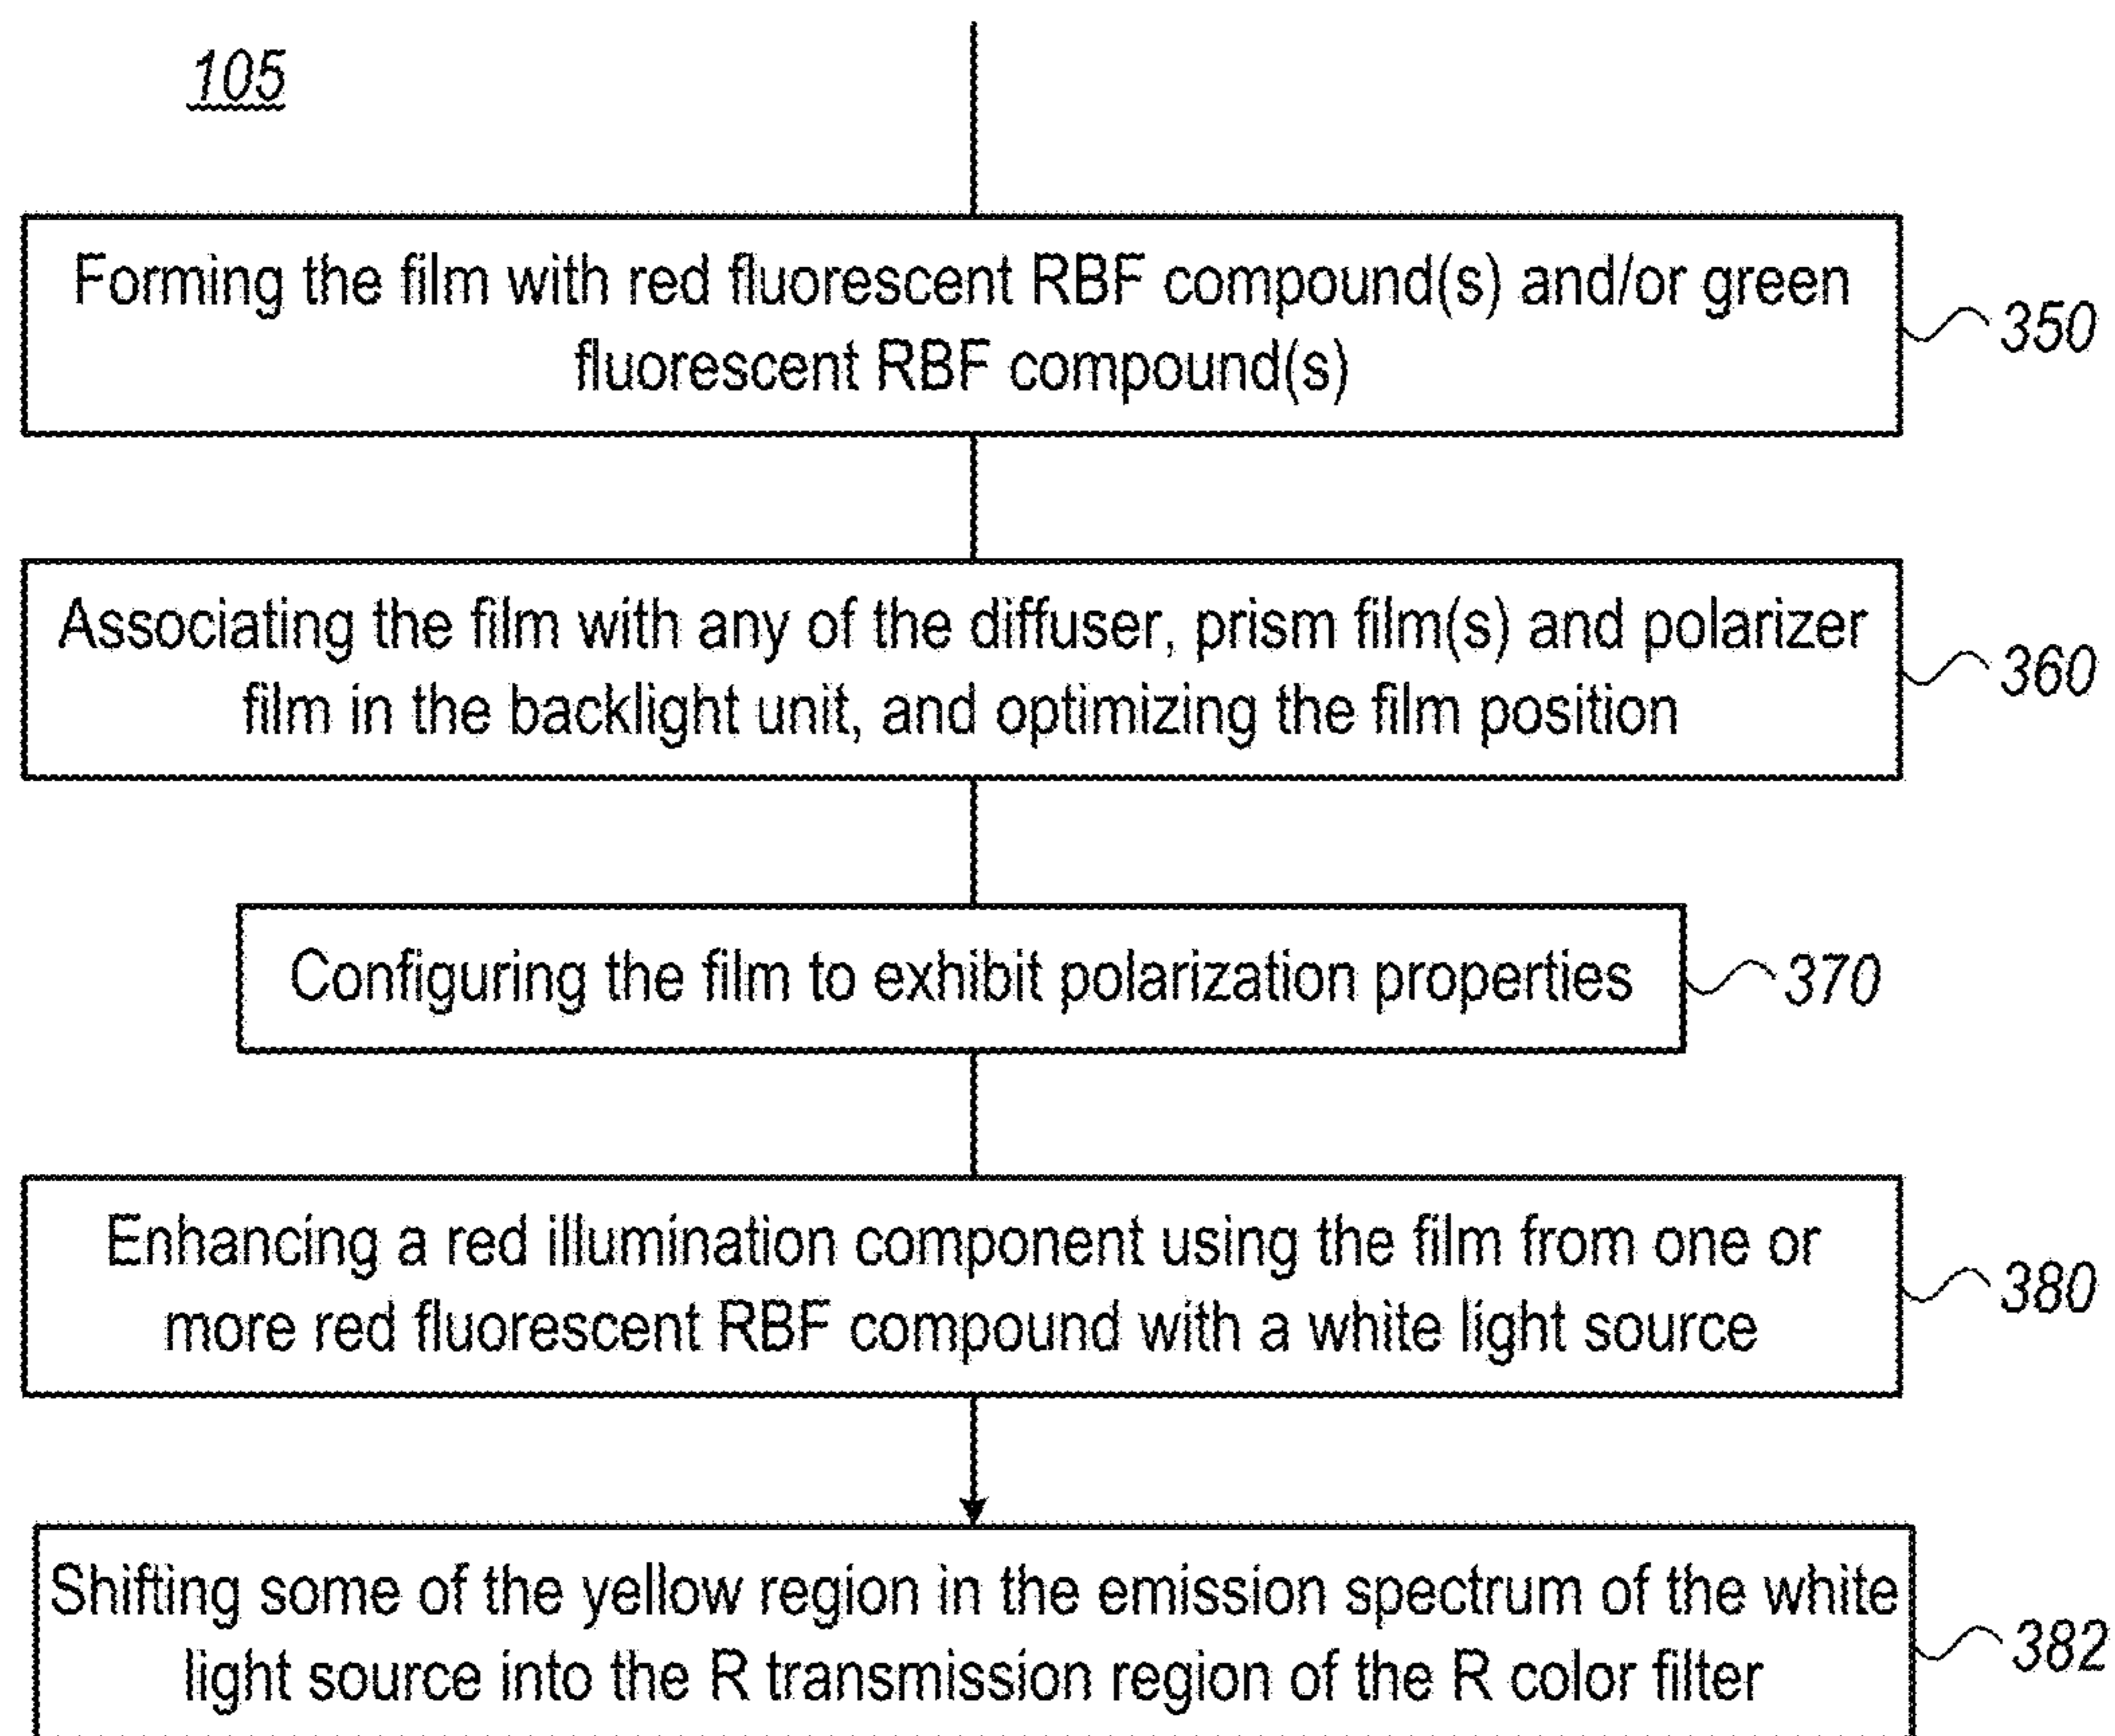 105
Forming the film with red fluorescent RBF compound(s) and/or green
fluorescent RBF compound(s)
350
Associating the film with any of the diffuser, prism film(s) and polarizer
film in the backlight unit, and optimizing the film position
360
Configuring the film to exhibit polarization properties
370
Enhancing a red illumination component using the film from one or
more red fluorescent RBF compound with a white light source
380
Shifting some of the yellow region in the emission spectrum of the white
light source into the R transmission region of the R color filter
382